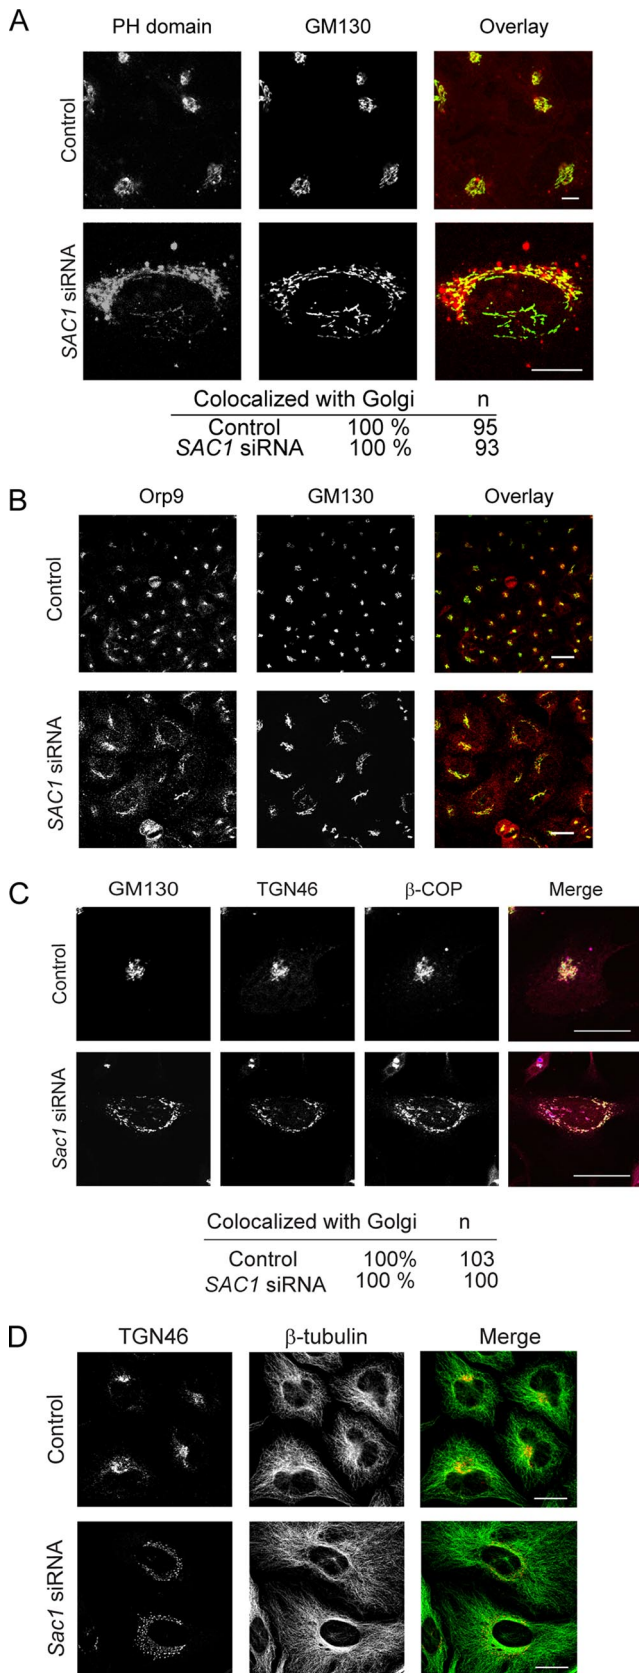 A
PH domain GM130 Overlay
Control
SAC1 siRNA
Colocalized with Golgi n
Control 100 % 95
SAC1 siRNA 100 % 93
B
Orp9 GM130 Overlay
Control
SAC1 siRNA
C
GM130 TGN46 β-COP Merge
Control
Sac1 siRNA
Colocalized with Golgi n
Control 100% 103
SAC1 siRNA 100 % 100
D
TGN46 β-tubulin Merge
Control
Sac1 siRNA